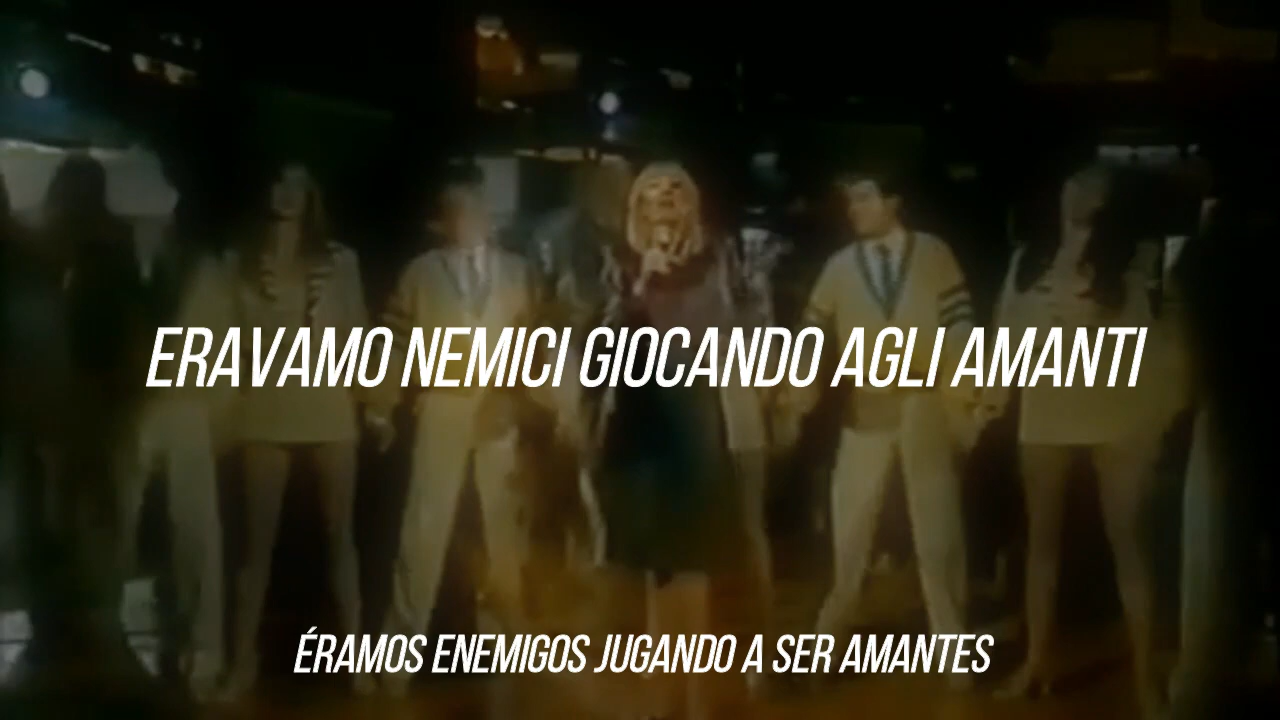 ERAVAMO NEMICI GIOCANDO AGLI AMANTI
ÉRAMOS ENEMIGOS JUGANDO A SER AMANTES